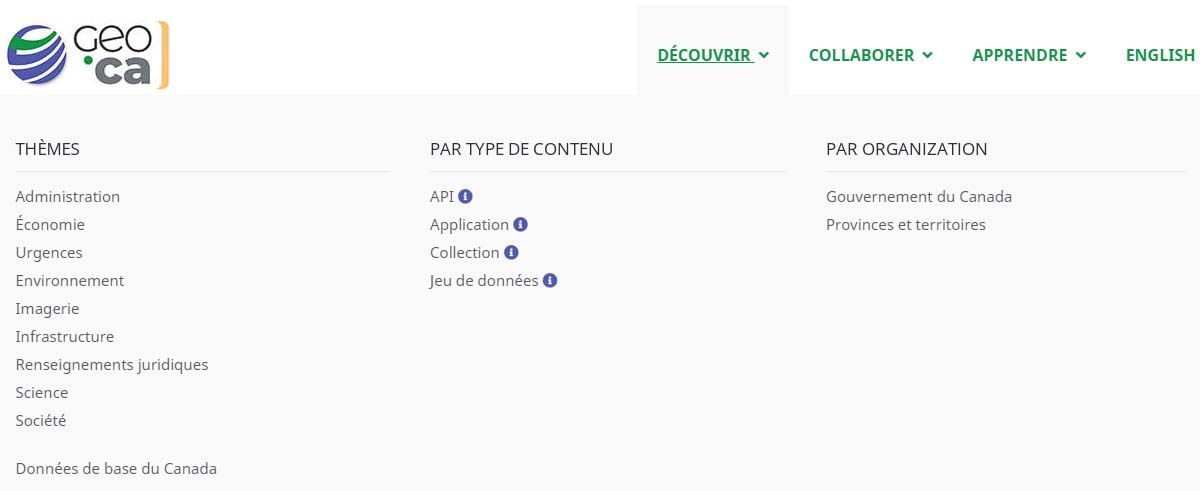 GEO
.ca
DÉCOUVRIR
COLLABORER
APPRENDRE
ENGLISH
THÈMES
Administration
Économie
Urgences
Environnement
Imagerie
Infrastructure
Renseignements juridiques
Science
Société
Données de base du Canada
PAR TYPE DE CONTENU
API
Application
Collection
Jeu de données
PAR ORGANIZATION
Gouvernement du Canada
Provinces et territoires